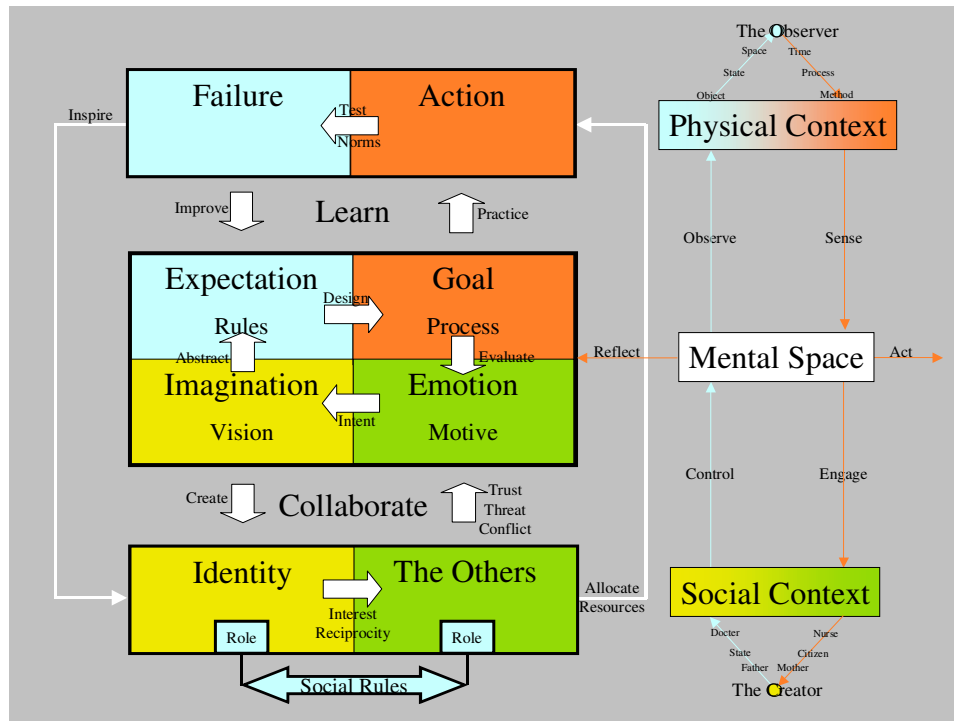 Failure
Action
Test
Norms
Inspire
Improve
Learn
Practice
Expectation
Goal
Design
Rules
Process
Abstract
Evaluate
Imagination
Emotion
Intent
Vision
Motive
Create
Collaborate
Trust
Threat
Conflict
Identity
The Others
Interest
Reciprocity
Role
Role
Social Rules
Allocate
Resources
The Observer
Space
Time
State
Process
Object
Method
Physical Context
Observe
Sense
Reflect
Mental Space
Act
Control
Engage
Social Context
Docter
Nurse
State
Citizen
Father
Mother
The Creator